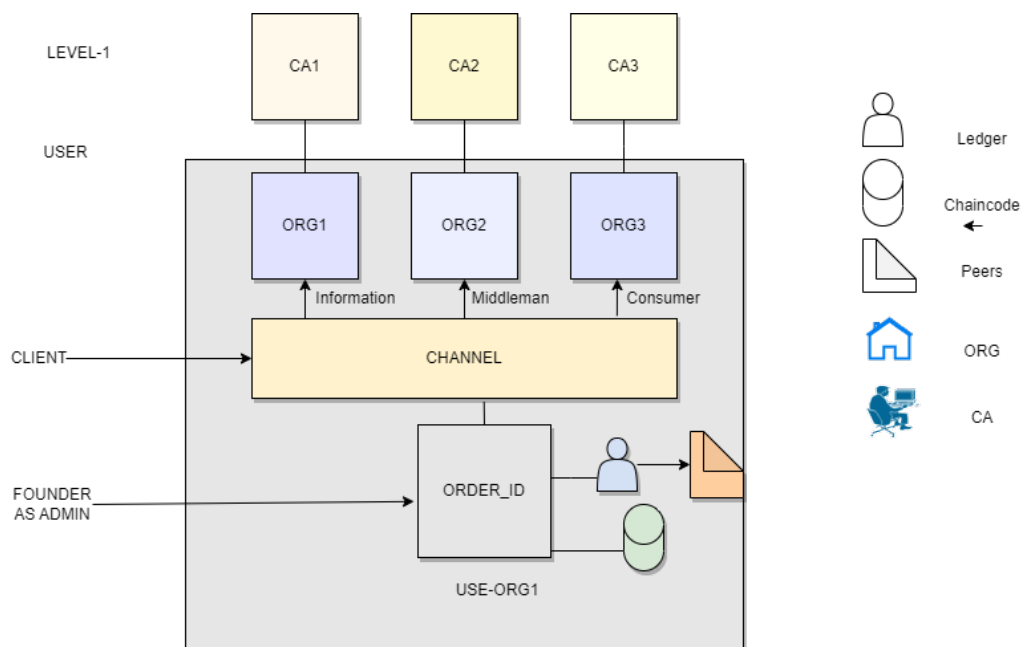 LEVEL-1
CA1
CA2
CA3
USER
ORG1
ORG2
ORG3
Information
Middleman
Consumer
CLIENT
CHANNEL
ORDER_ID
FOUNDER
AS ADMIN
USE-ORG1
Ledger
Chaincode
Peers
ORG
CA